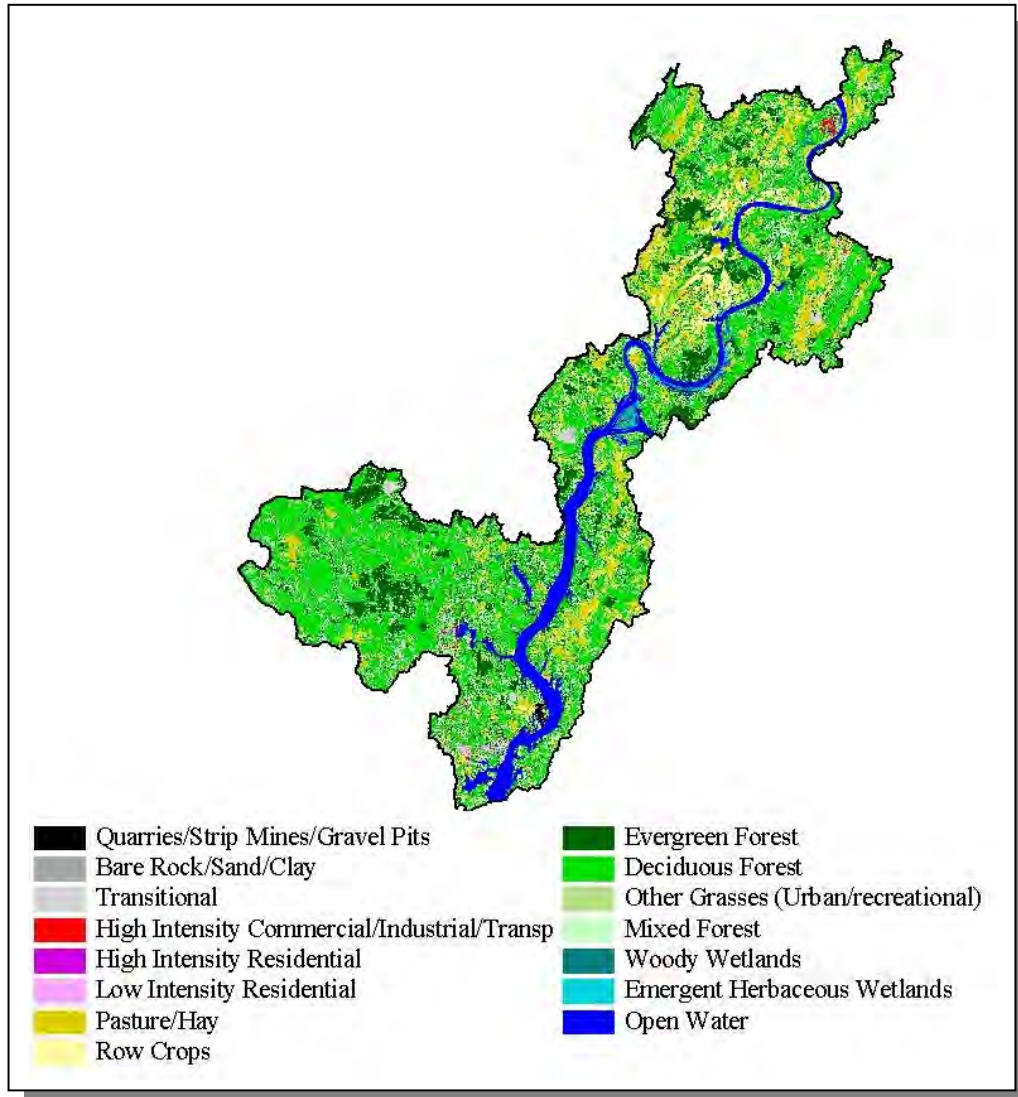 Quarries/Strip Mines/Gravel Pits
Bare Rock/Sand/Clay
Transitional
High Intensity Commercial/Industrial/Transp
High Intensity Residential
Low Intensity Residential
Pasture/Hay
Row Crops
Evergreen Forest
Deciduous Forest
Other Grasses (Urban/recreational)
Mixed Forest
Woody Wetlands
Emergent Herbaceous Wetlands
Open Water